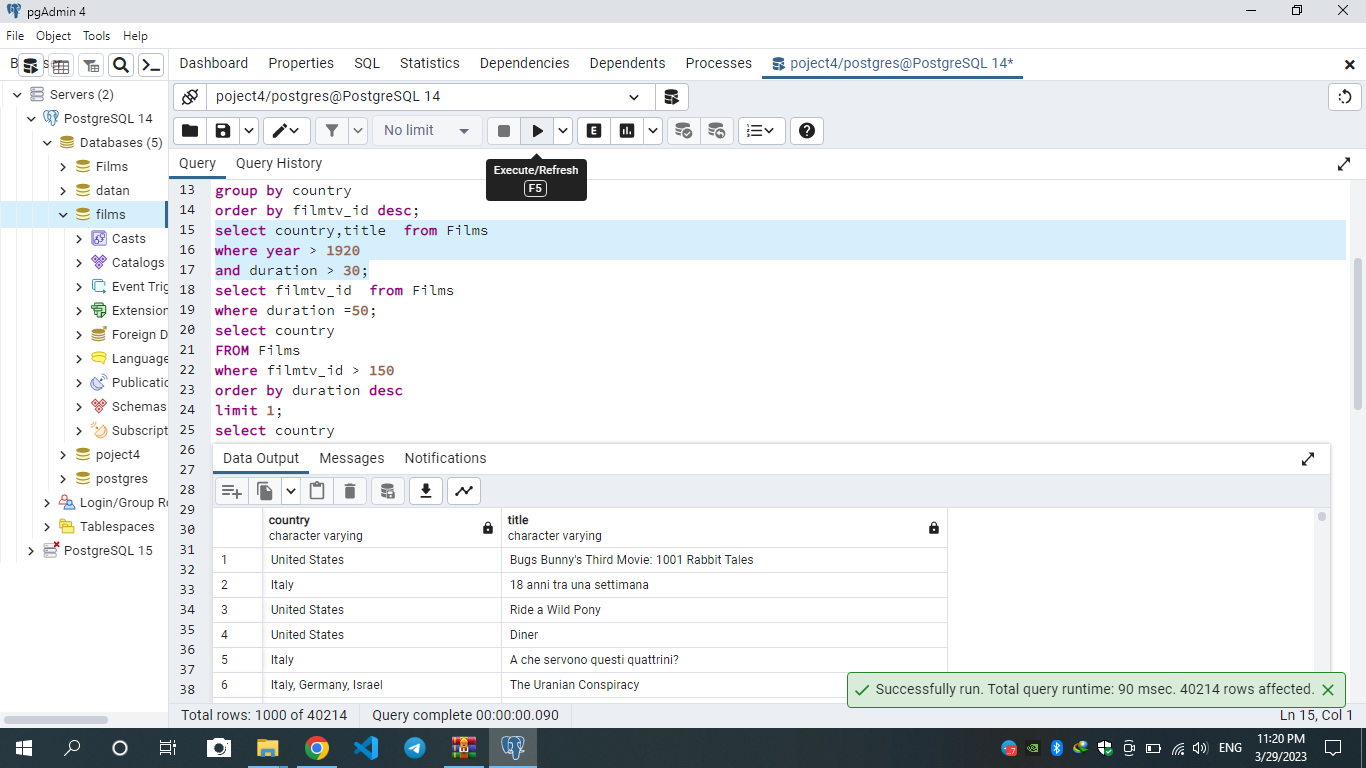 pgAdmin 4
File Object Tools Help
Dashboard Properties SQL Statistics Dependencies Dependents Processes poject4/postgres@PostgreSQL 14*
Servers (2)
PostgreSQL 14
Databases (5)
Films
datan
films
Casts
Catalogs
Event Trig
Extension
Foreign D
Language
Publicatio
Schemas
Subscript
poject4
postgres
Login/Group Ro
Tablespaces
PostgreSQL 15
poject4/postgres@PostgreSQL 14
No limit
E
Query Query History
Execute/Refresh
F5
13 group by country
14 order by filmtv_id desc;
15 select country,title  from Films
16 where year > 1920
17 and duration > 30;
18 select filmtv_id  from Films
19 where duration =50;
20 select country
21 FROM Films
22 where filmtv_id > 150
23 order by duration desc
24 limit 1;
25 select country
26
27
28
29
30
31
32
33
34
35
36
37
38
Data Output Messages Notifications
country title
character varying character varying
1 United States Bugs Bunny's Third Movie: 1001 Rabbit Tales
2 Italy 18 anni tra una settimana
3 United States Ride a Wild Pony
4 United States Diner
5 Italy A che servono questi quattrini?
6 Italy, Germany, Israel The Uranian Conspiracy
Successfully run. Total query runtime: 90 msec. 40214 rows affected.
Total rows: 1000 of 40214 Query complete 00:00:00.090 Ln 15, Col 1
ENG
11:20 PM
3/29/2023